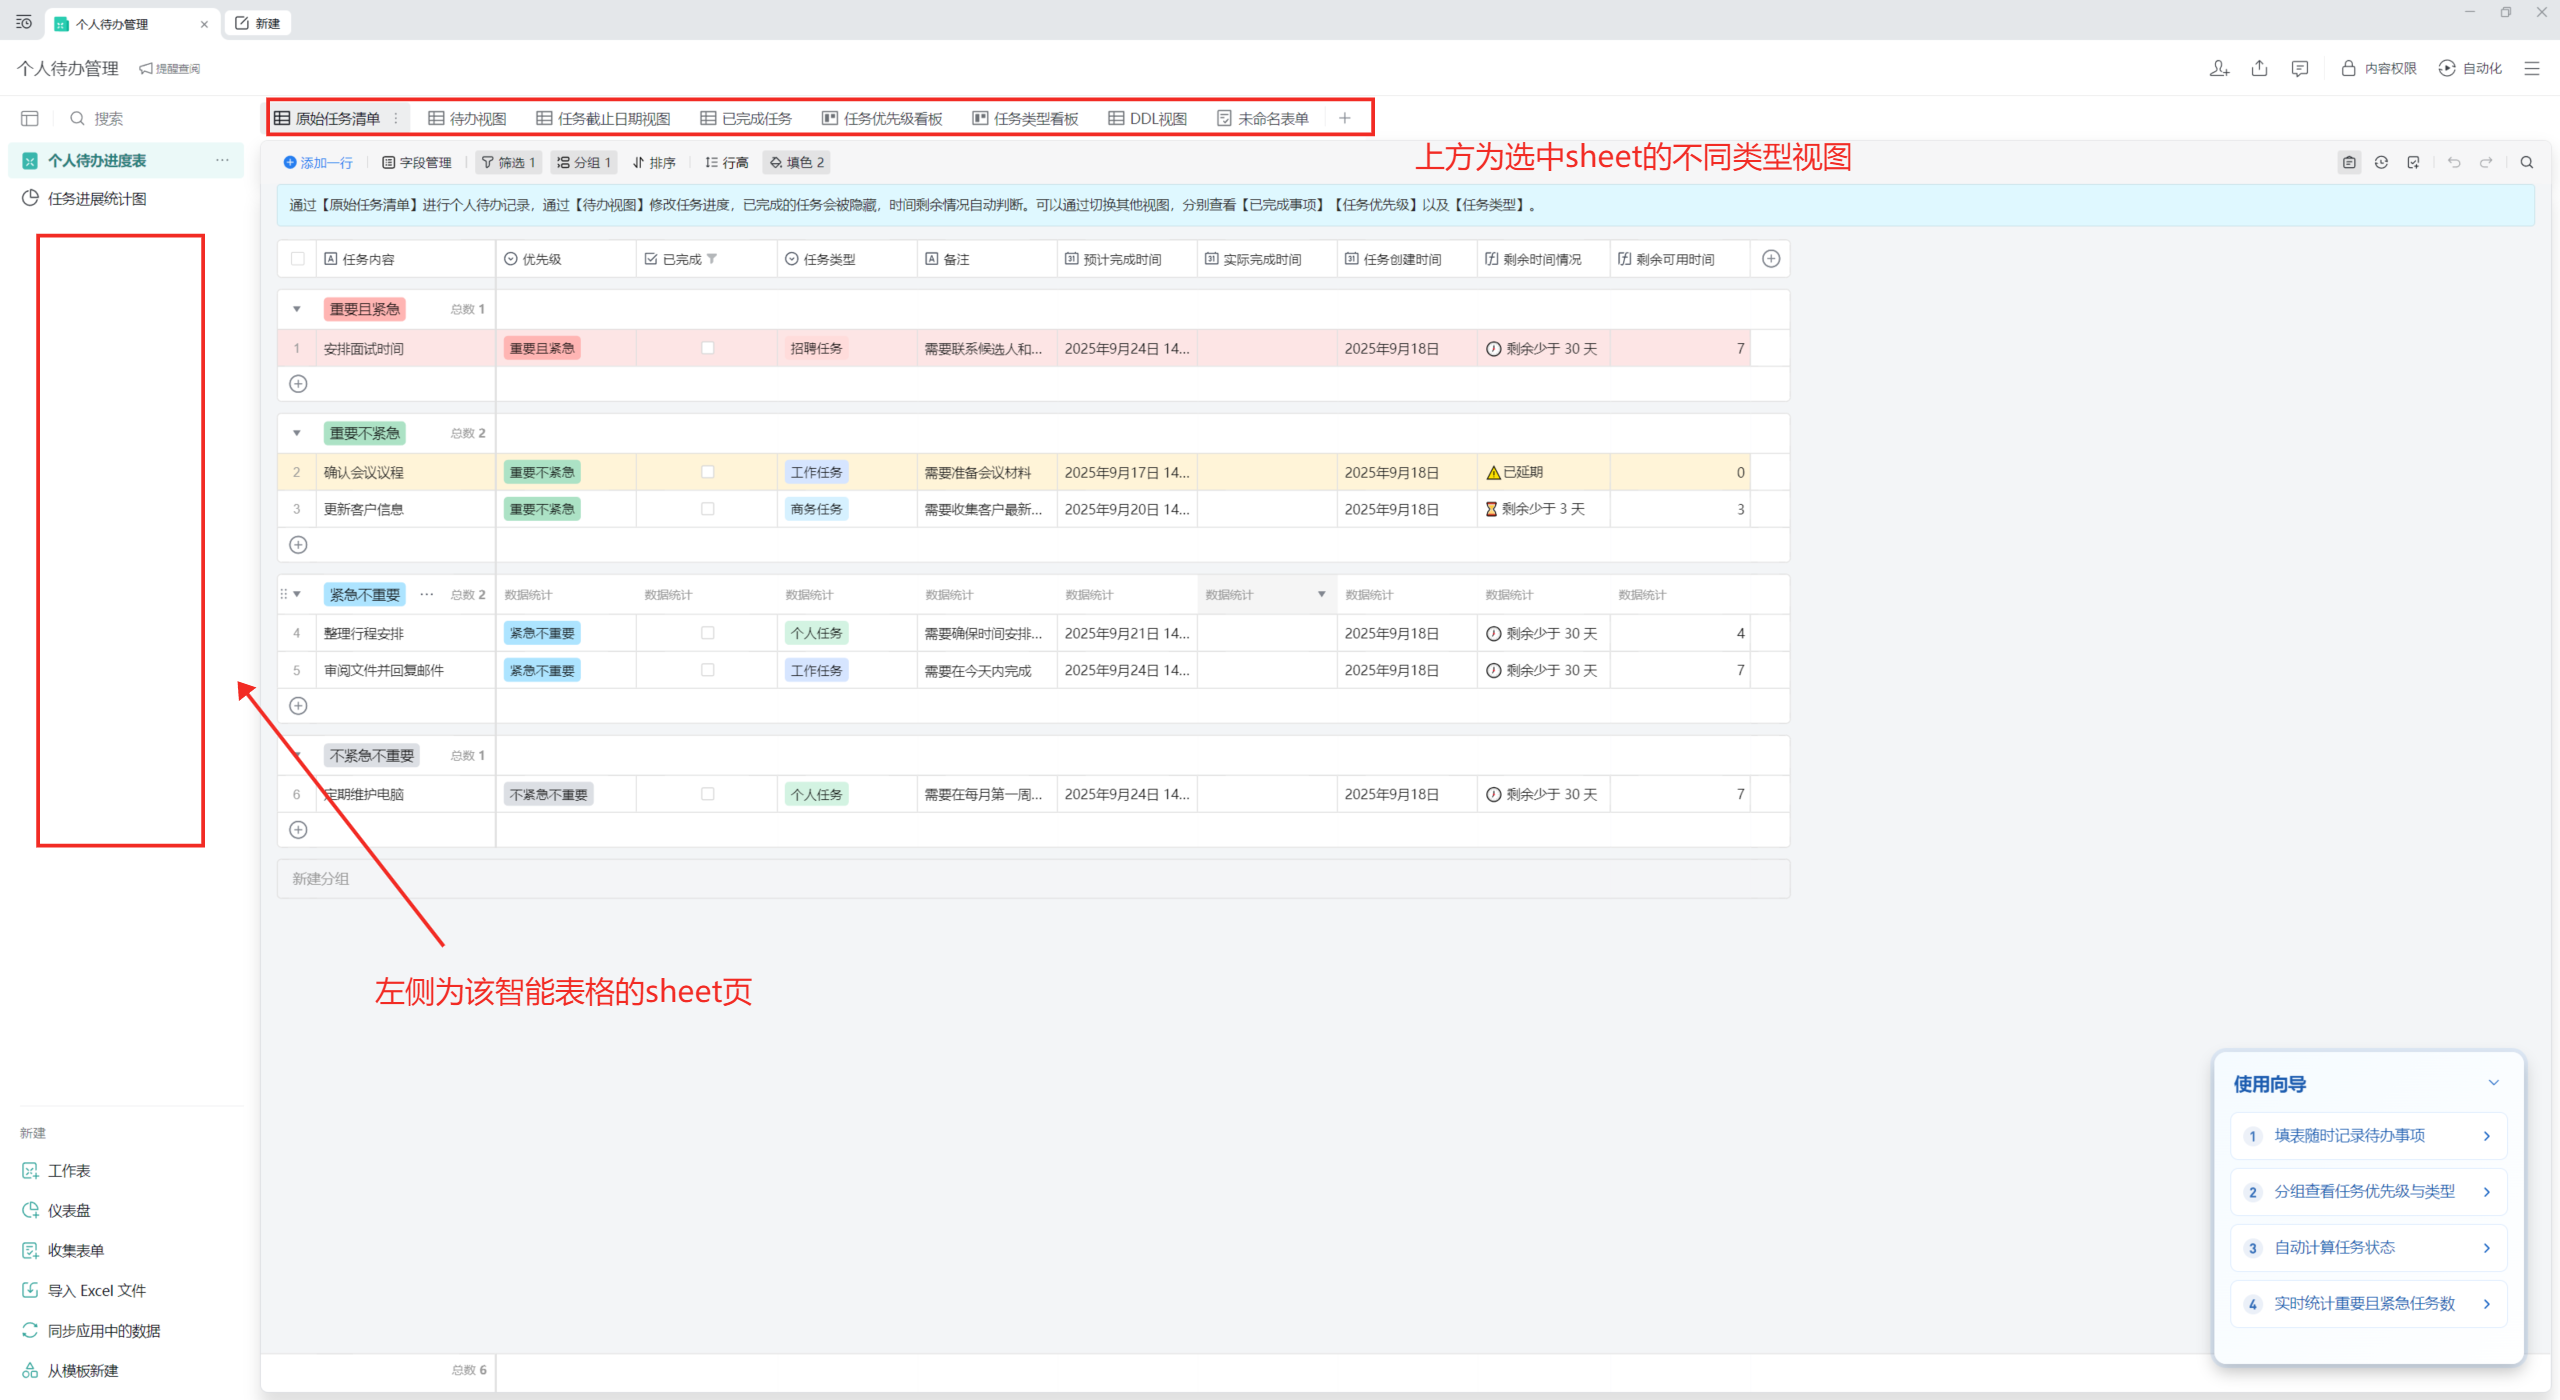 个人待办管理
新建
个人待办管理
提醒查阅
内容权限
自动化
搜索
原始任务清单
待办视图
任务截止日期视图
已完成任务
任务优先级看板
任务类型看板
DDL视图
未命名表单
个人待办进度表
任务进展统计图
添加一行
字段管理
筛选 1
分组 1
排序
行高
填色 2
上方为选中sheet的不同类型视图
通过【原始任务清单】进行个人待办记录，通过【待办视图】修改任务进度，已完成的任务会被隐藏，时间剩余情况自动判断。可以通过切换其他视图，分别查看【已完成事项】【任务优先级】以及【任务类型】。
任务内容 优先级 已完成 任务类型 备注 预计完成时间 实际完成时间 任务创建时间 剩余时间情况 剩余可用时间
重要且紧急 总数 1
1 安排面试时间 重要且紧急 招聘任务 需要联系候选人和... 2025年9月24日 14... 2025年9月18日 剩余少于 30 天 7
重要不紧急 总数 2
2 确认会议议程 重要不紧急 工作任务 需要准备会议材料 2025年9月17日 14... 2025年9月18日 已延期 0
3 更新客户信息 重要不紧急 商务任务 需要收集客户最新... 2025年9月20日 14... 2025年9月18日 剩余少于 3 天 3
紧急不重要 总数 2 数据统计 数据统计 数据统计 数据统计 数据统计 数据统计 数据统计 数据统计 数据统计
4 整理行程安排 紧急不重要 个人任务 需要确保时间安排... 2025年9月21日 14... 2025年9月18日 剩余少于 30 天 4
5 审阅文件并回复邮件 紧急不重要 工作任务 需要在今天内完成 2025年9月24日 14... 2025年9月18日 剩余少于 30 天 7
不紧急不重要 总数 1
6 定期维护电脑 不紧急不重要 个人任务 需要在每月第一周... 2025年9月24日 14... 2025年9月18日 剩余少于 30 天 7
新建分组
左侧为该智能表格的sheet页
新建
工作表
仪表盘
收集表单
导入 Excel 文件
同步应用中的数据
从模板新建
总数 6
使用向导
1 填表随时记录待办事项
2 分组查看任务优先级与类型
3 自动计算任务状态
4 实时统计重要且紧急任务数